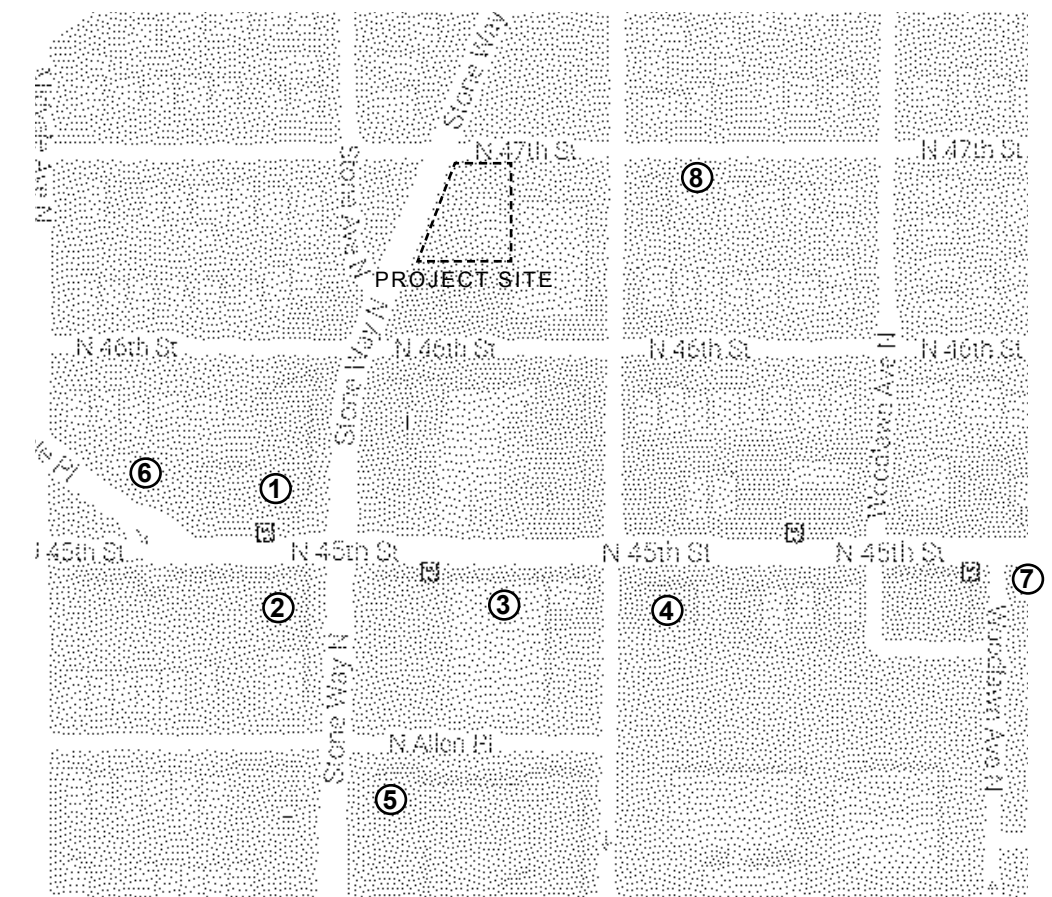 Stone Way
N 47th St
N 47th St
8
PROJECT SITE
Stone Way N
N 46th St
N 46th St
N 46th St
N 46th St
Woodlawn Ave N
6
1
N 45th St
N 45th St
N 45th St
N 45th St
7
2
3
4
Stone Way N
Woodlawn Ave N
N Allen Pl
5